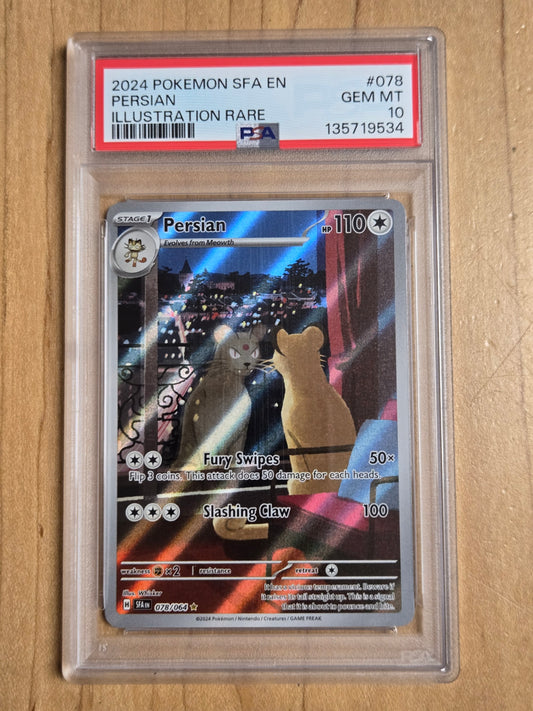 2024 POKEMON SFA EN #078
PERSIAN GEM MT
ILLUSTRATION RARE 10
PSA 135719534
STAGE 1 Persian HP 110
Evolves from Meowth
Fury Swipes 50×
Flip 3 coins. This attack does 50 damage for each heads.
Slashing Claw 100
weakness ×2 resistance retreat
Illus. Whisker
It has a vicious temperament. Beware if
it raises its tail straight up. This is a signal
that it is about to pounce and bite.
H SFA EN 078/064
©2024 Pokémon / Nintendo / Creatures / GAME FREAK
PSA